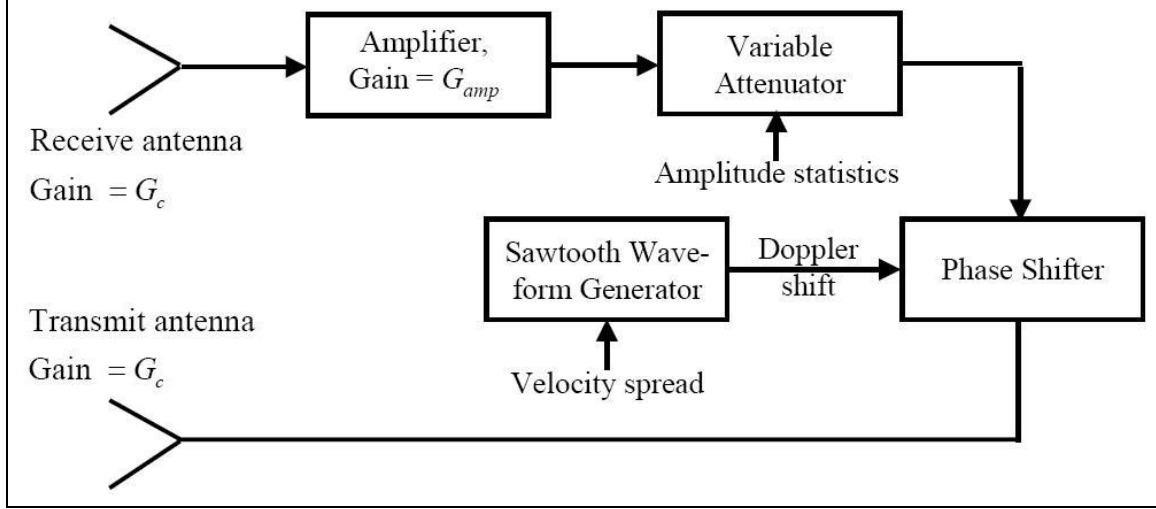 Amplifier,
Gain = G_amp
Variable
Attenuator
Receive antenna
Gain = G_c
Amplitude statistics
Sawtooth Wave-
form Generator
Doppler
shift
Phase Shifter
Transmit antenna
Gain = G_c
Velocity spread